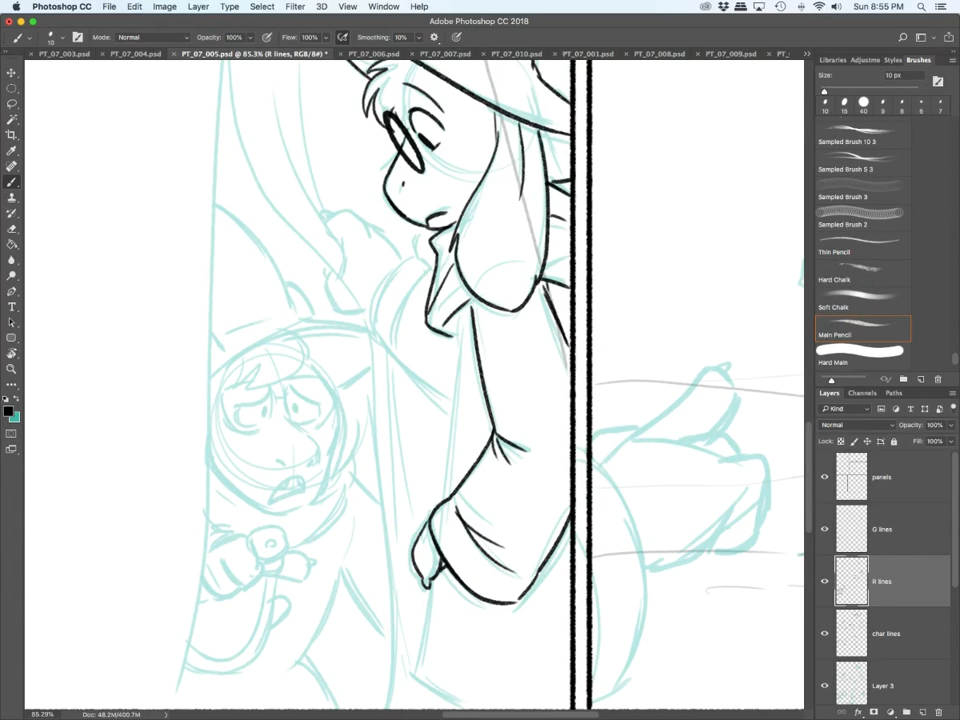 Photoshop CC File Edit Image Layer Type Select Filter 3D View Window Help Sun 8:55 PM
Adobe Photoshop CC 2018
10 Mode: Normal Opacity: 100% Flow: 100% Smoothing: 10%
PT_07_003.psd PT_07_004.psd PT_07_005.psd @ 85.3% (R lines, RGB/8#) * PT_07_006.psd PT_07_007.psd PT_07_010.psd PT_07_001.psd PT_07_008.psd PT_07_009.psd
Libraries Adjustme Styles Brushes
Size: 10 px
10 15 40 9 8 6 7
Sampled Brush 10 3
Sampled Brush 5 3
Sampled Brush 3
Sampled Brush 2
Thin Pencil
Hard Chalk
Soft Chalk
Main Pencil
Hard Main
Layers Channels Paths
Kind
Normal Opacity: 100%
Lock: Fill: 100%
panels
G lines
R lines
char lines
Layer 3
85.29% Doc: 48.2M/400.7M